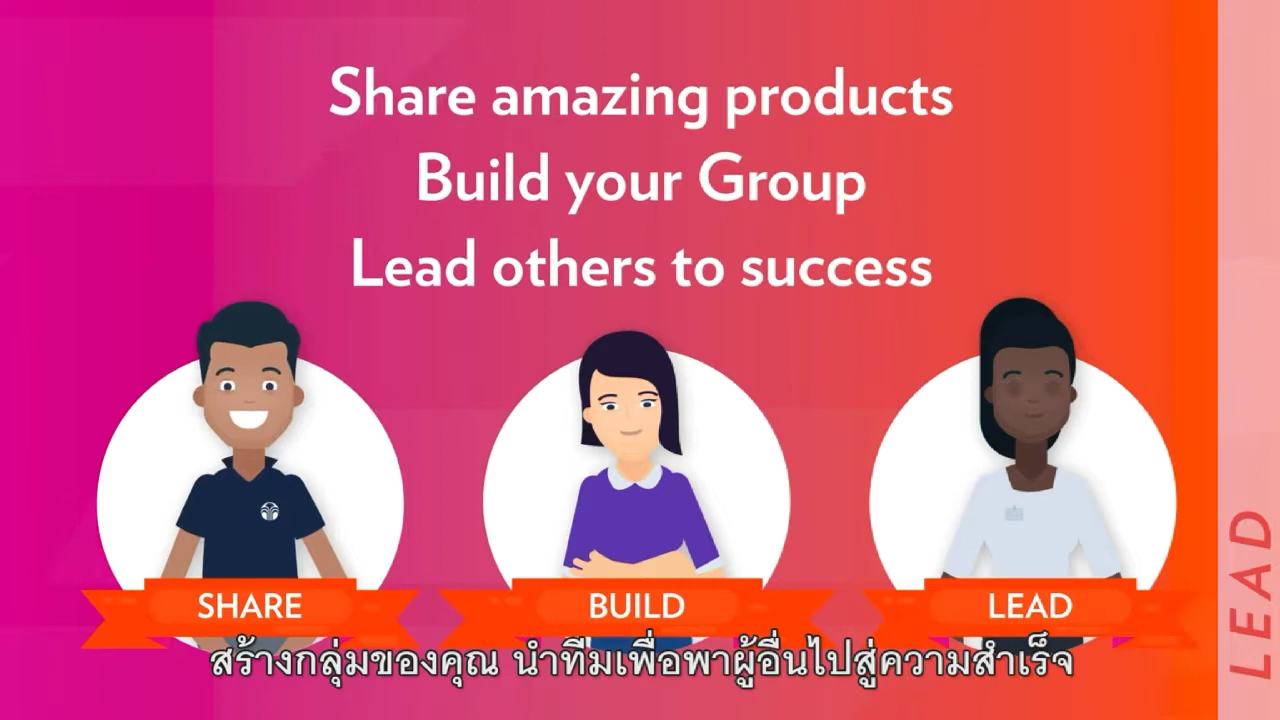 Share amazing products
Build your Group
Lead others to success
SHARE
BUILD
LEAD
สร้างกลุ่มของคุณ นำทีมเพื่อพาผู้อื่นไปสู่ความสำเร็จ
LEAD